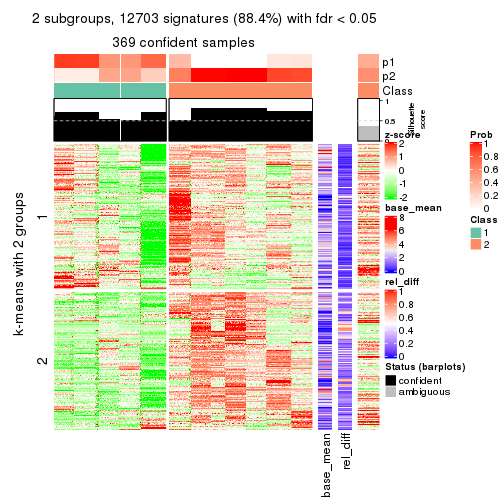 2 subgroups, 12703 signatures (88.4%) with fdr < 0.05
369 confident samples
p1
p2
Class
1
0.5
0
Silhouette
score
k-means with 2 groups
1
2
base_mean
rel_diff
z-score
2
1
0
-1
-2
base_mean
8
6
4
2
0
rel_diff
1
0.8
0.6
0.4
0.2
0
Status (barplots)
confident
ambiguous
Prob
1
0.8
0.6
0.4
0.2
0
Class
1
2